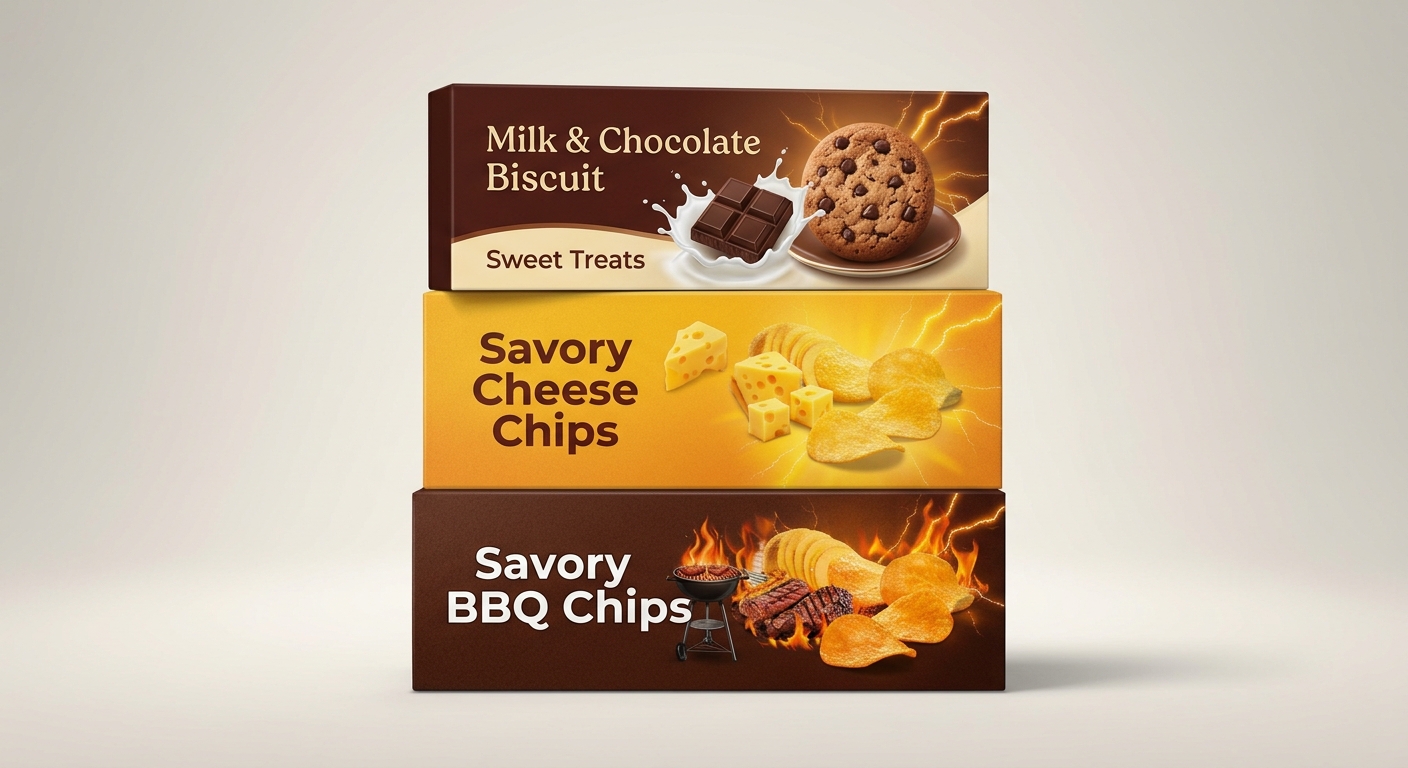 Milk & Chocolate
Biscuit
Sweet Treats
Savory
Cheese
Chips
Savory
BBQ Chips